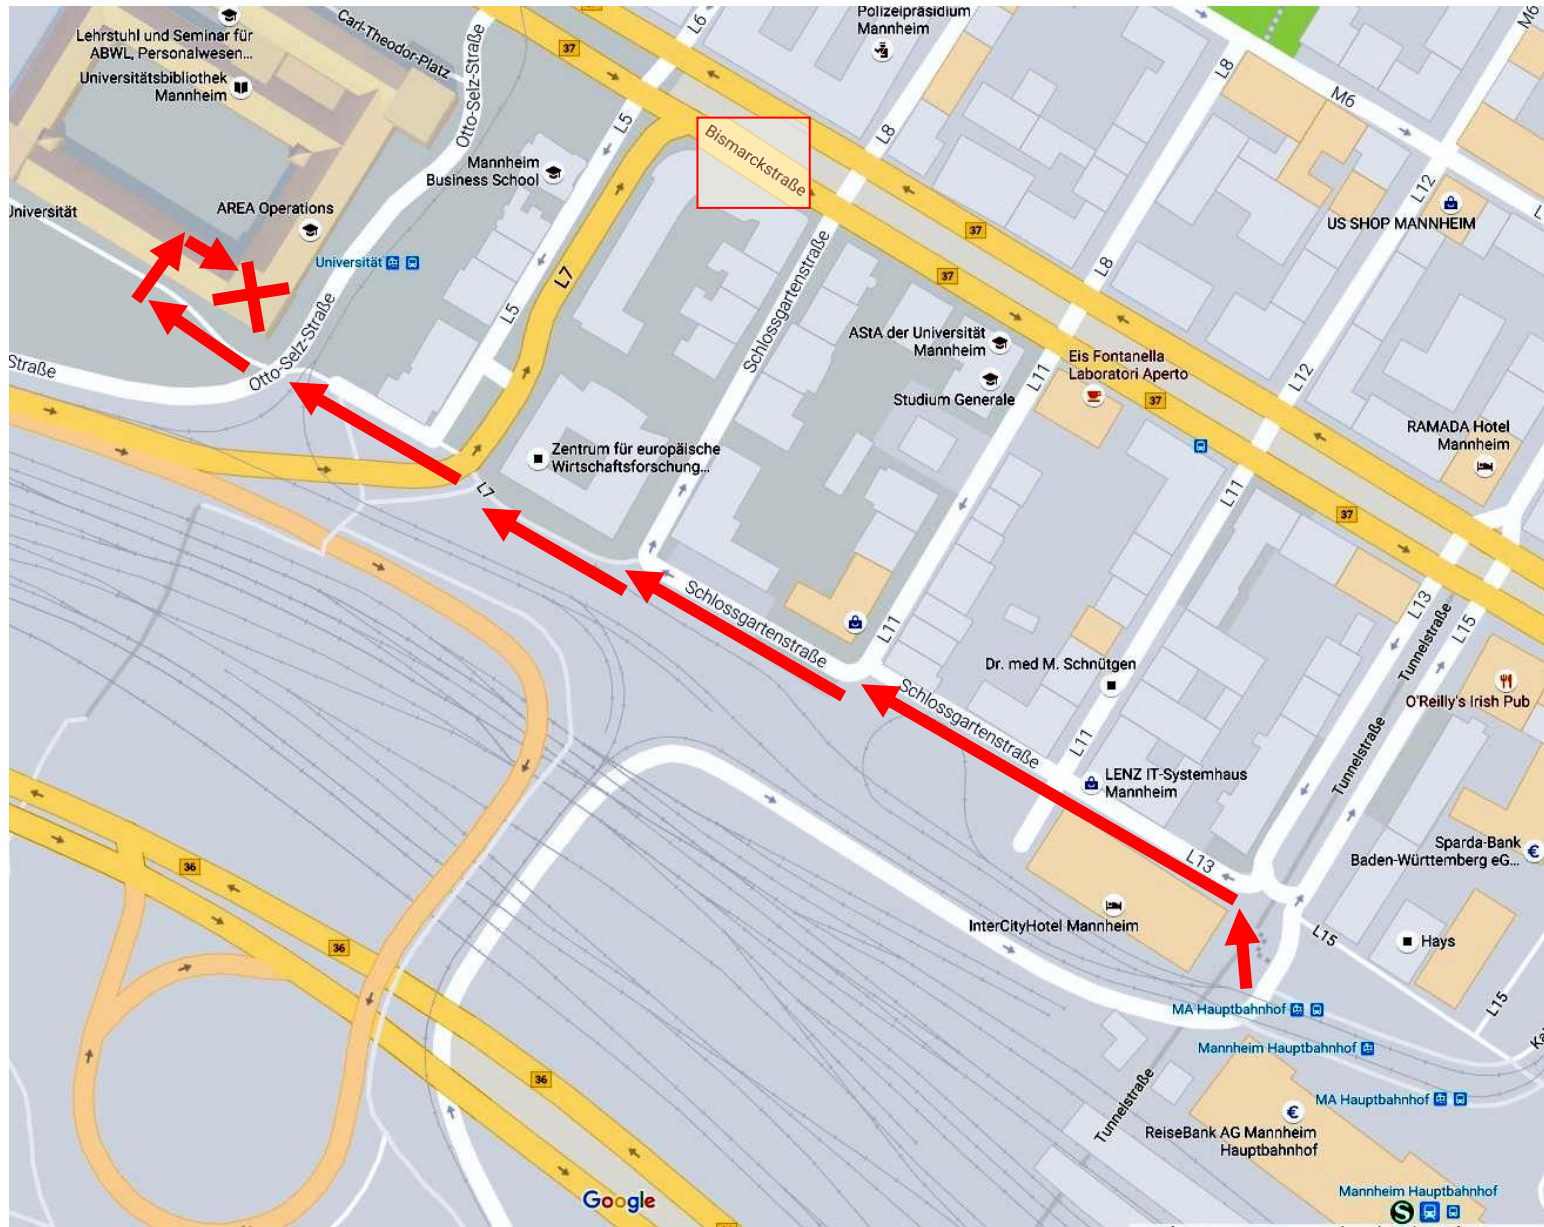 Lehrstuhl und Seminar für
ABWL, Personalwesen...
Universitätsbibliothek
Mannheim
Carl-Theodor-Platz
Otto-Selz-Straße
37
L6
Polizeipräsidium
Mannheim
L8
M6
M6
L5
Bismarckstraße
L8
Mannheim
Business School
L12
US SHOP MANNHEIM
Universität
AREA Operations
Universität
37
37
L7
L5
Schlossgartenstraße
L8
Otto-Selz-Straße
Straße
AStA der Universität
Mannheim
Studium Generale
L11
Eis Fontanella
Laboratori Aperto
37
L12
RAMADA Hotel
Mannheim
Zentrum für europäische
Wirtschaftsforschung...
L7
L11
37
Schlossgartenstraße
L11
L13
Tunnelstraße
L15
Dr. med M. Schnütgen
Schlossgartenstraße
O'Reilly's Irish Pub
L11
Tunnelstraße
LENZ IT-Systemhaus
Mannheim
L13
Sparda-Bank
Baden-Württemberg eG...
36
InterCityHotel Mannheim
L15
Hays
36
MA Hauptbahnhof
L15
Mannheim Hauptbahnhof
36
Tunnelstraße
MA Hauptbahnhof
ReiseBank AG Mannheim
Hauptbahnhof
Google
Mannheim Hauptbahnhof
S